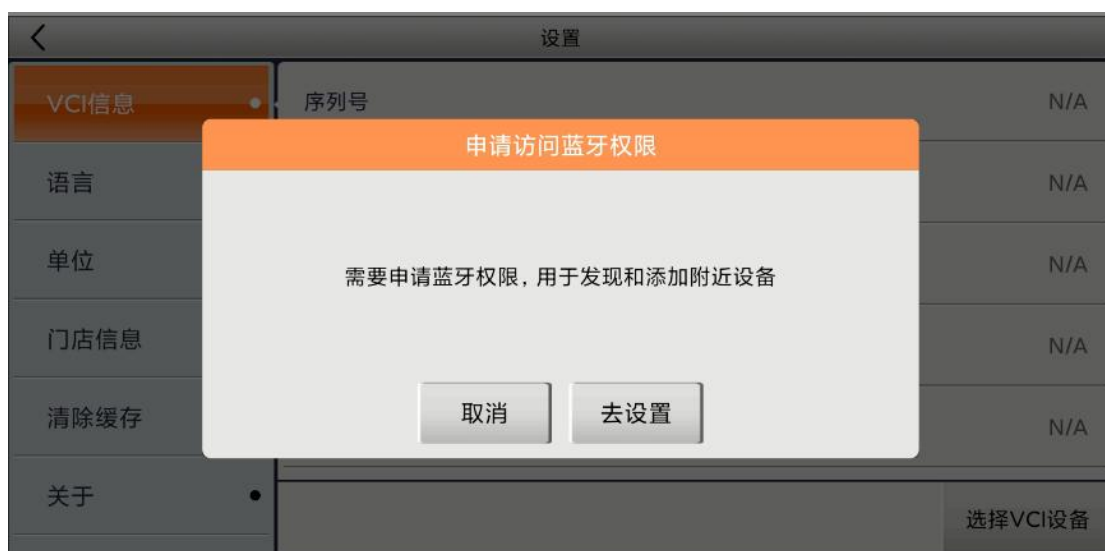 设置
VCI信息
序列号
N/A
申请访问蓝牙权限
语言
N/A
单位
需要申请蓝牙权限，用于发现和添加附近设备
N/A
门店信息
N/A
取消
去设置
清除缓存
N/A
关于
选择VCI设备